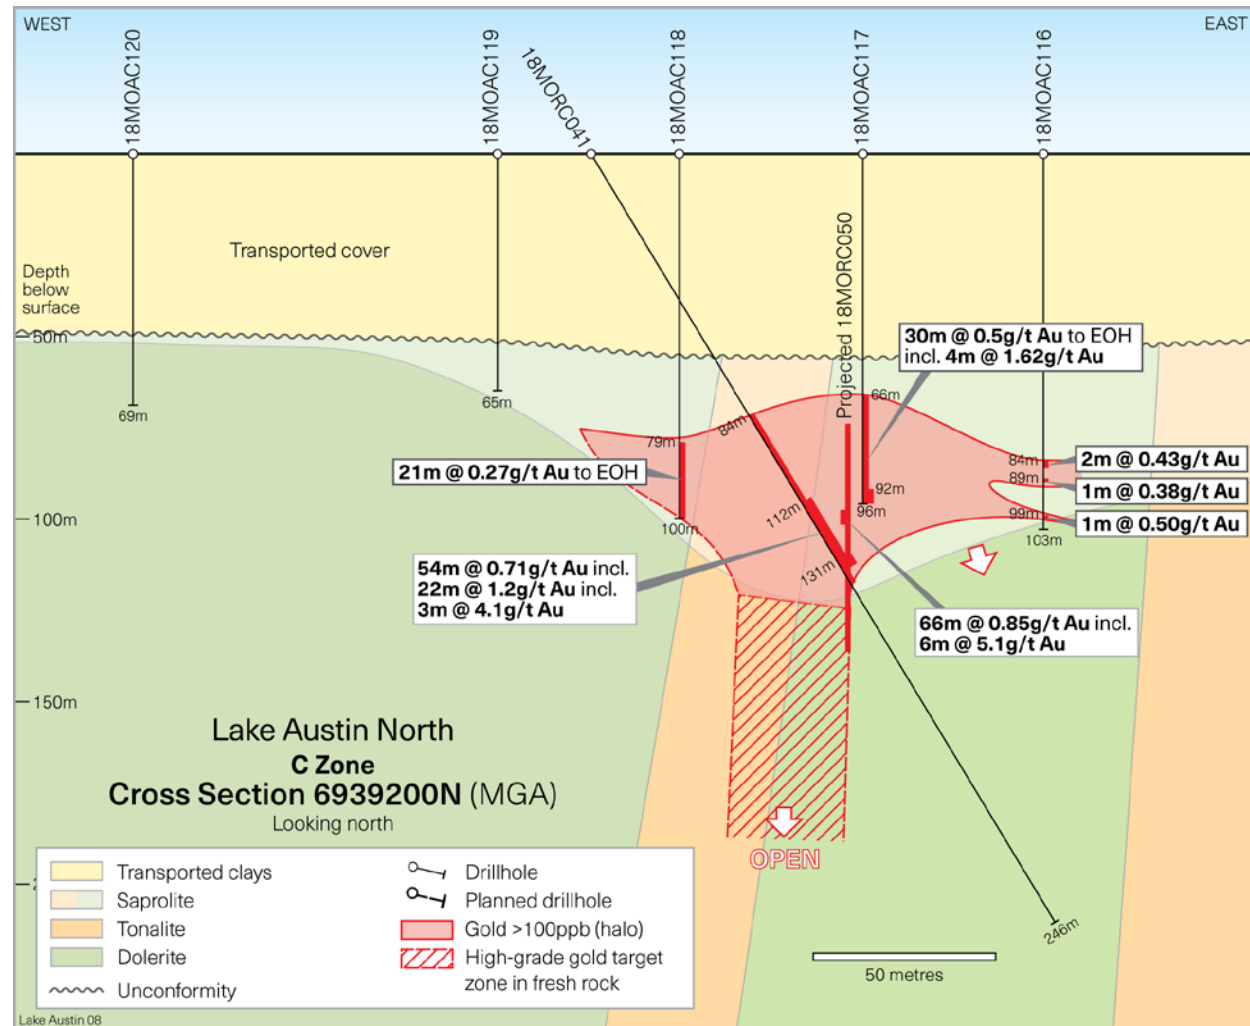 WEST
EAST
18MOAC120
18MOAC119
18MORC041
18MOAC118
18MOAC117
18MOAC116
Transported cover
Projected 18MORC050
Depth
below
surface
50m
30m @ 0.5g/t Au to EOH
incl. 4m @ 1.62g/t Au
69m
65m
66m
79m
84m
84m
2m @ 0.43g/t Au
21m @ 0.27g/t Au to EOH
89m
1m @ 0.38g/t Au
92m
96m
99m
1m @ 0.50g/t Au
100m
100m
112m
103m
131m
54m @ 0.71g/t Au incl.
22m @ 1.2g/t Au incl.
3m @ 4.1g/t Au
66m @ 0.85g/t Au incl.
6m @ 5.1g/t Au
150m
Lake Austin North
C Zone
Cross Section 6939200N (MGA)
Looking north
OPEN
Transported clays
Saprolite
Tonalite
Dolerite
Unconformity
Drillhole
Planned drillhole
Gold >100ppb (halo)
High-grade gold target
zone in fresh rock
246m
50 metres
Lake Austin 08